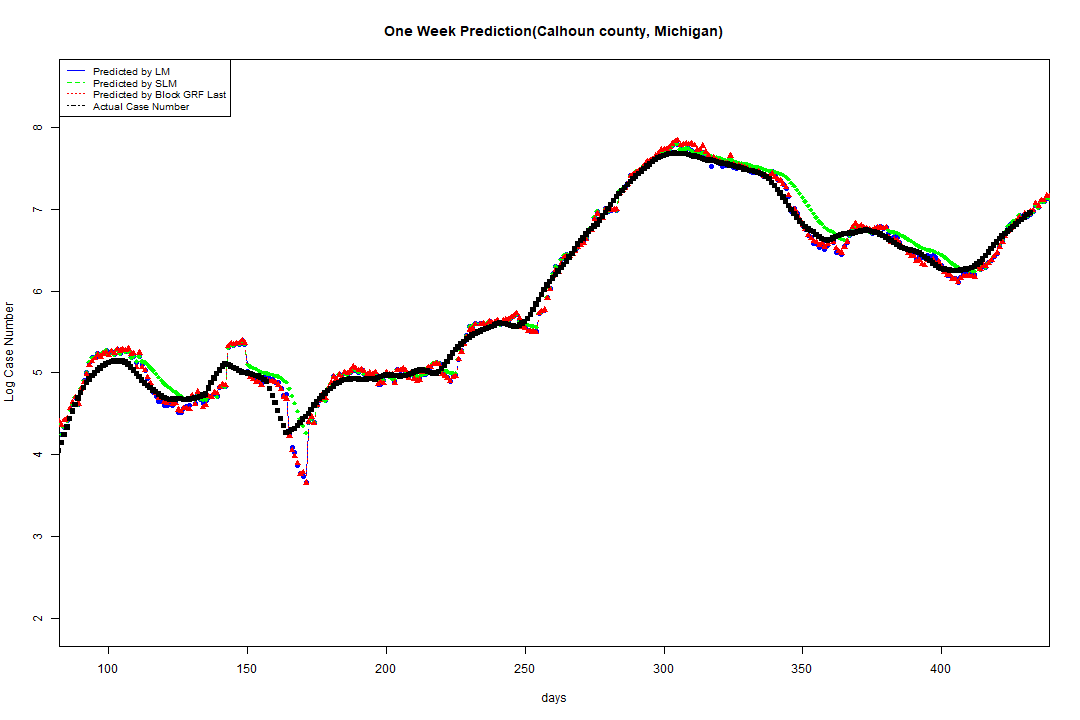 One Week Prediction(Calhoun county, Michigan)
Predicted by LM
Predicted by SLM
Predicted by Block GRF Last
Actual Case Number
8
7
6
5
4
3
2
Log Case Number
100 150 200 250 300 350 400
days